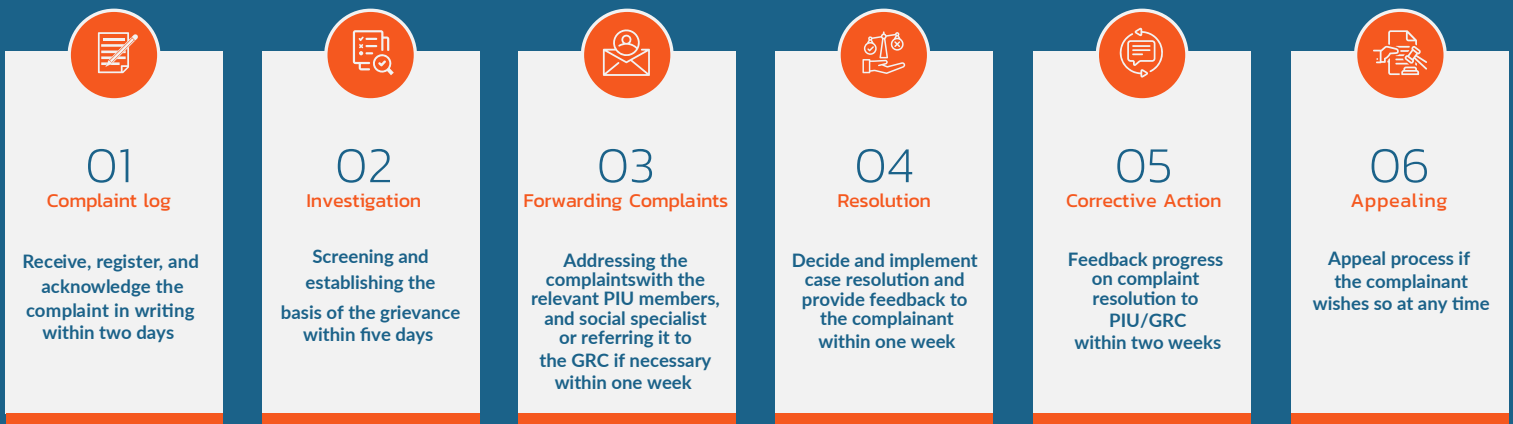 01
Complaint log
Receive, register, and
acknowledge the
complaint in writing
within two days
02
Investigation
Screening and
establishing the
basis of the grievance
within five days
03
Forwarding Complaints
Addressing the
complaintswith the
relevant PIU members,
and social specialist
or referring it to
the GRC if necessary
within one week
04
Resolution
Decide and implement
case resolution and
provide feedback to
the complainant
within one week
05
Corrective Action
Feedback progress
on complaint
resolution to
PIU/GRC
within two weeks
06
Appealing
Appeal process if
the complainant
wishes so at any time